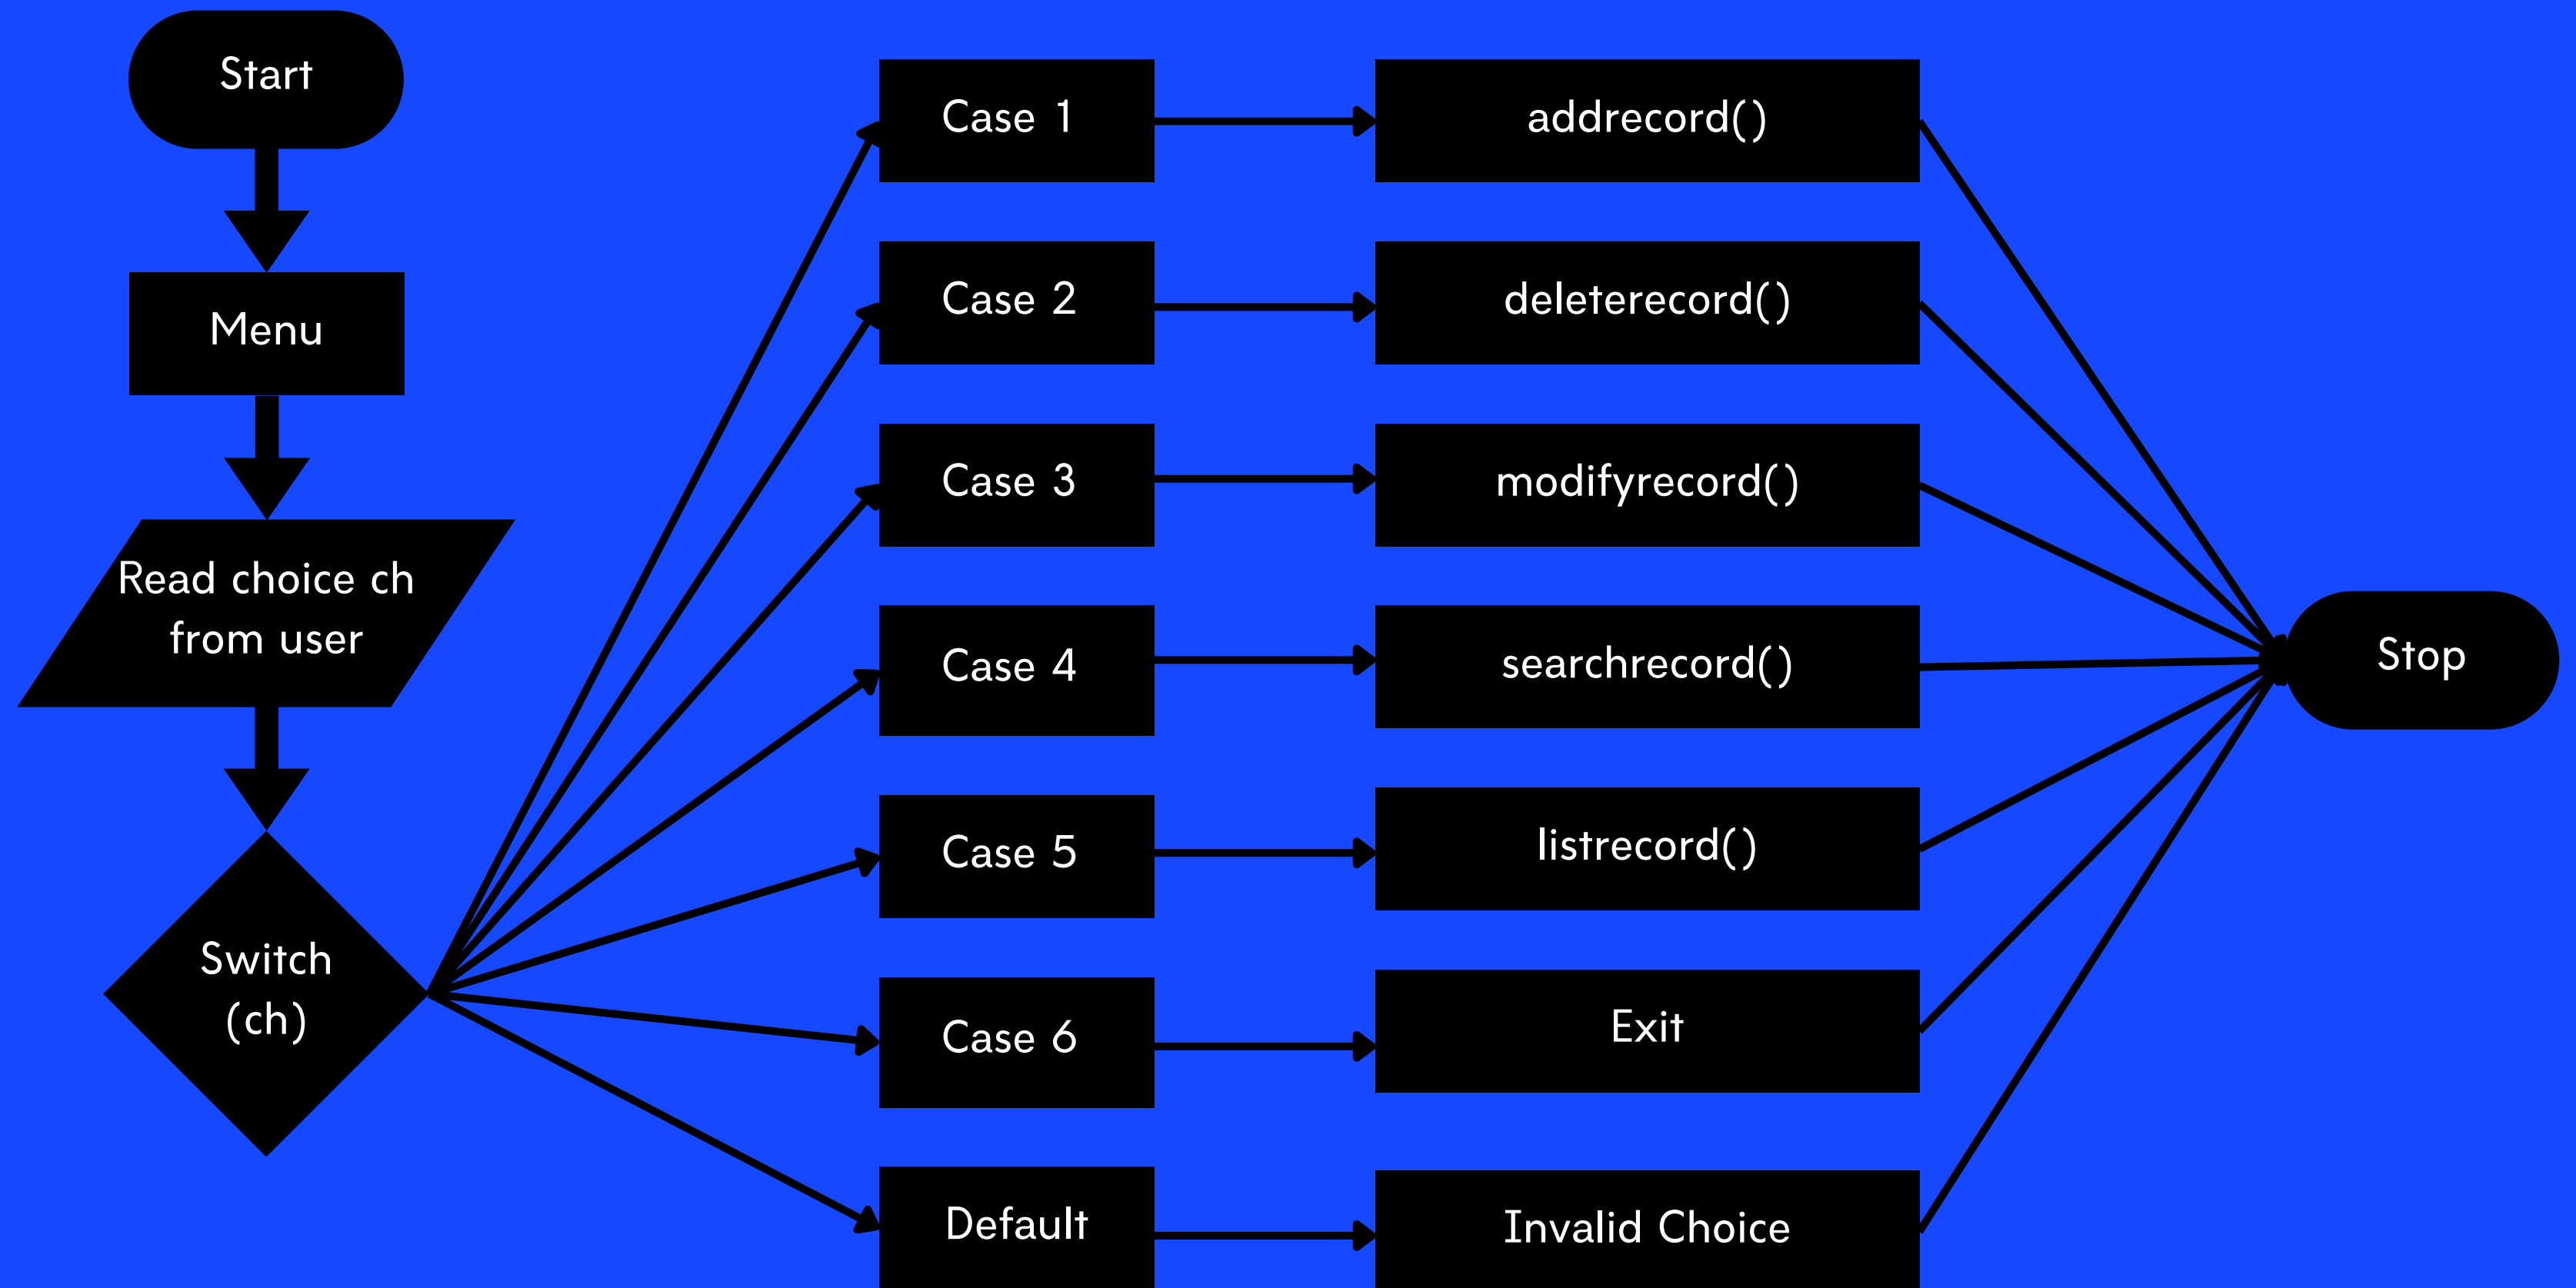 Start
Menu
Read choice ch
from user
Switch
(ch)
Case 1
addrecord()
Case 2
deleterecord()
Case 3
modifyrecord()
Case 4
searchrecord()
Case 5
listrecord()
Case 6
Exit
Default
Invalid Choice
Stop